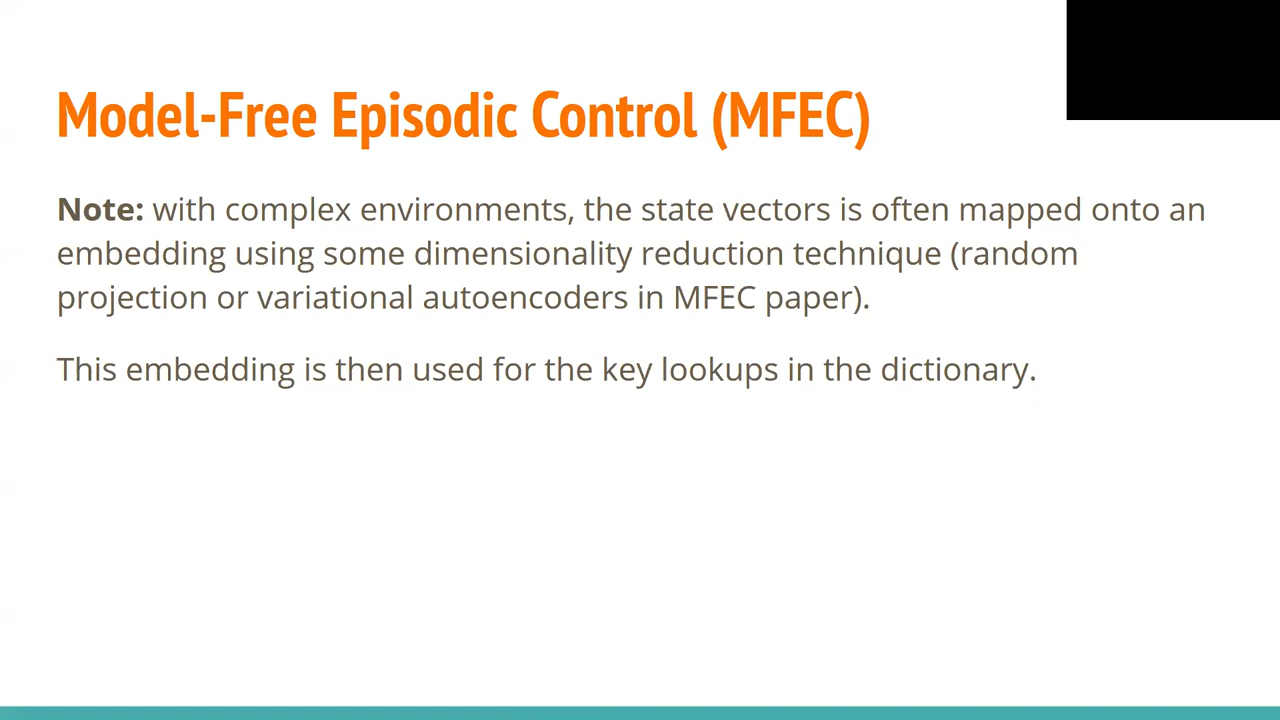 Model-Free Episodic Control (MFEC)
Note: with complex environments, the state vectors is often mapped onto an
embedding using some dimensionality reduction technique (random
projection or variational autoencoders in MFEC paper).
This embedding is then used for the key lookups in the dictionary.